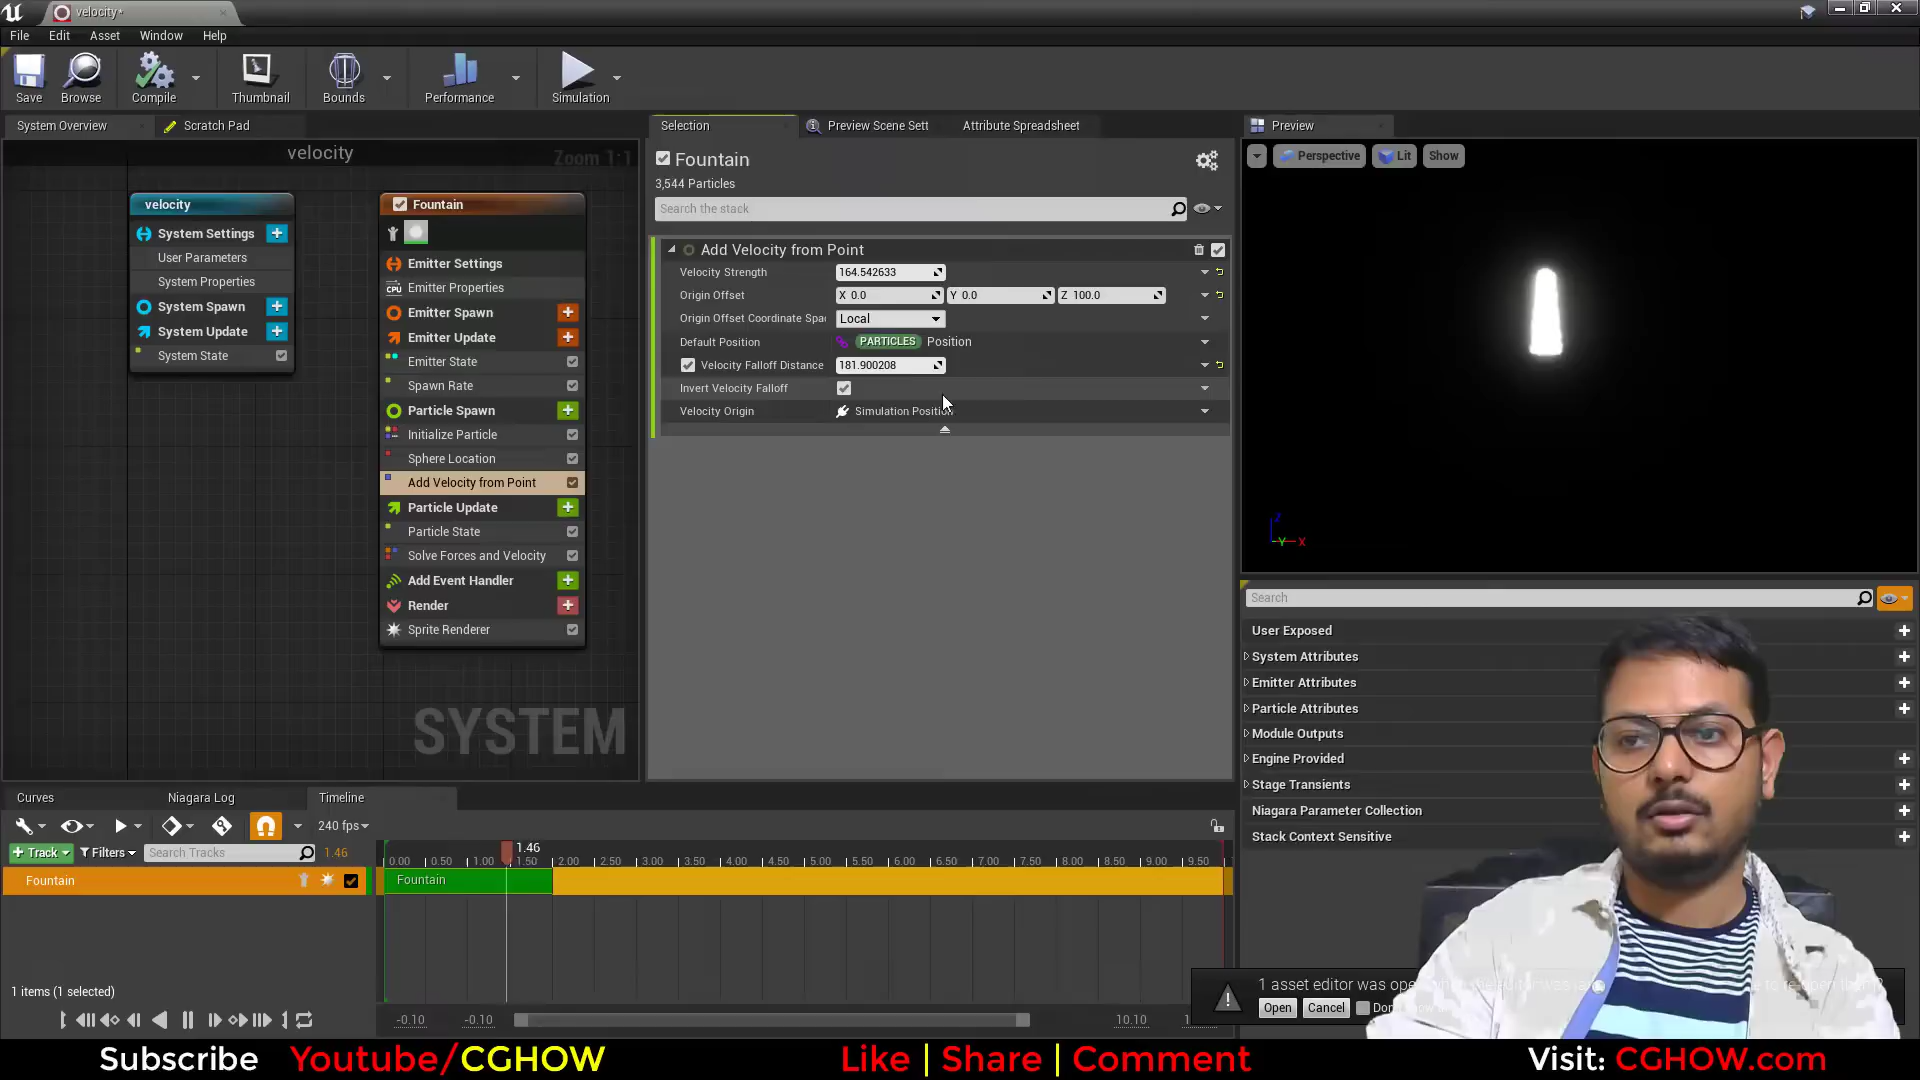 velocity*
File Edit Asset Window Help
Save Browse Compile Thumbnail Bounds Performance Simulation
System Overview Scratch Pad
velocity Zoom 1:1
velocity
System Settings
User Parameters
System Properties
System Spawn
System Update
System State
Fountain
Emitter Settings
CPU Emitter Properties
Emitter Spawn
Emitter Update
Emitter State
Spawn Rate
Particle Spawn
Initialize Particle
Sphere Location
Add Velocity from Point
Particle Update
Particle State
Solve Forces and Velocity
Add Event Handler
Render
Sprite Renderer
SYSTEM
Selection Preview Scene Sett Attribute Spreadsheet
Fountain
3,544 Particles
Search the stack
Add Velocity from Point
Velocity Strength 164.542633
Origin Offset X 0.0 Y 0.0 Z 100.0
Origin Offset Coordinate Spac Local
Default Position PARTICLES Position
Velocity Falloff Distance 181.900208
Invert Velocity Falloff
Velocity Origin Simulation Position
Preview
Perspective Lit Show
Z
Y X
Search
User Exposed
System Attributes
Emitter Attributes
Particle Attributes
Module Outputs
Engine Provided
Stage Transients
Niagara Parameter Collection
Stack Context Sensitive
Curves Niagara Log Timeline
240 fps
+ Track Filters Search Tracks 1.46
1.46
0.00 0.50 1.00 1.50 2.00 2.50 3.00 3.50 4.00 4.50 5.00 5.50 6.00 6.50 7.00 7.50 8.00 8.50 9.00 9.50
Fountain
Fountain
1 items (1 selected)
-0.10 -0.10 10.10
1 asset editor was open
Open Cancel
Subscribe Youtube/CGHOW Like | Share | Comment Visit: CGHOW.com